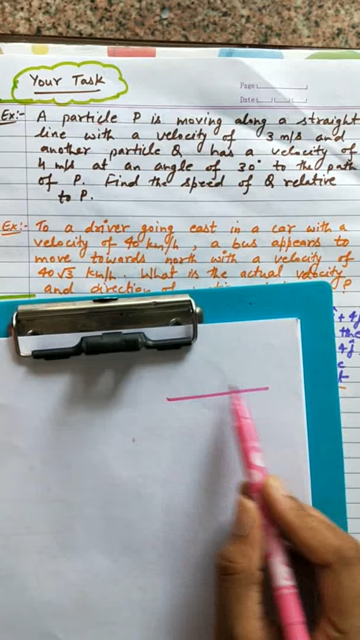 Your Task
Page:
Date:
Ex:- A particle P is moving along a straight
line with a velocity of 3 m/s and
another particle Q has a velocity of
4 m/s at an angle of 30° to the path
of P. Find the speed of Q relative
to P.
Ex:- To a driver going east in a car with a
velocity of 40 km/h, a bus appears to
move towards north with a velocity of
40√3 km/h. What is the actual velocity
and direction of